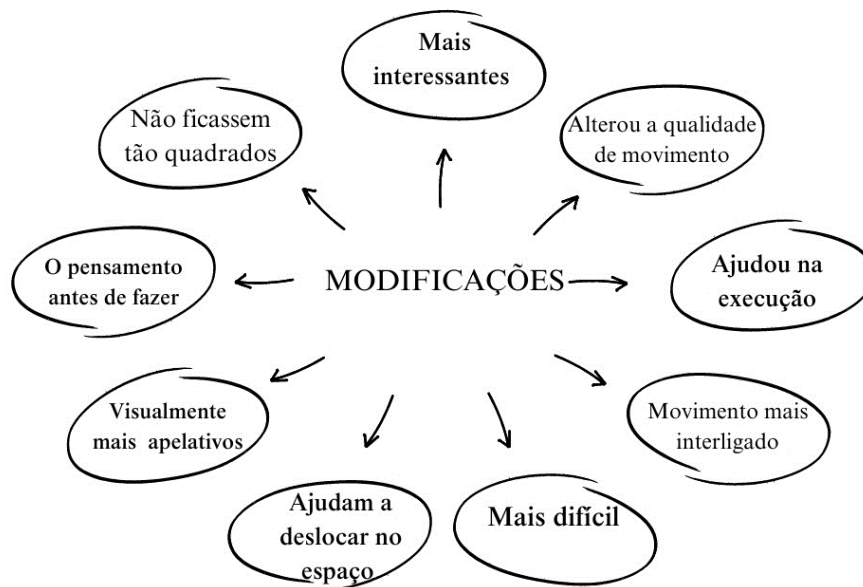 Mais
interessantes
Não ficassem
tão quadrados
Alterou a qualidade
de movimento
O pensamento
antes de fazer
MODIFICAÇÕES
Ajudou na
execução
Visualmente
mais apelativos
Movimento mais
interligado
Ajudam a
deslocar no
espaço
Mais difícil